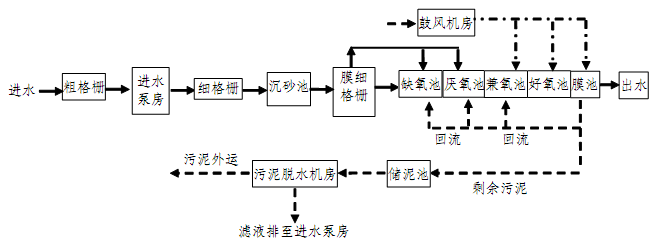 鼓风机房
进水
粗格栅
进水
泵房
细格栅
沉砂池
膜细
格栅
缺氧池
厌氧池
兼氧池
好氧池
膜池
出水
回流
回流
污泥外运
污泥脱水机房
储泥池
剩余污泥
滤液排至进水泵房